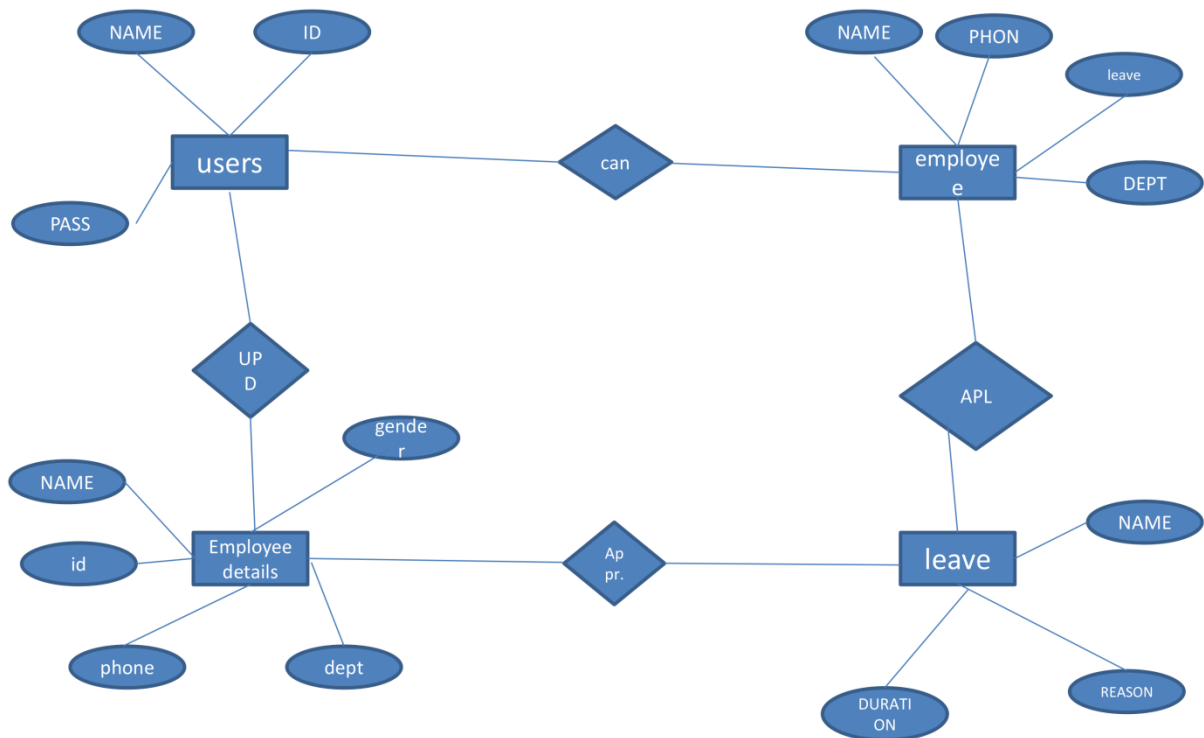 NAME
ID
NAME
PHON
leave
users
can
employe
e
DEPT
PASS
UP
D
APL
gende
r
NAME
NAME
id
Employee
details
Ap
pr.
leave
phone
dept
DURATI
ON
REASON